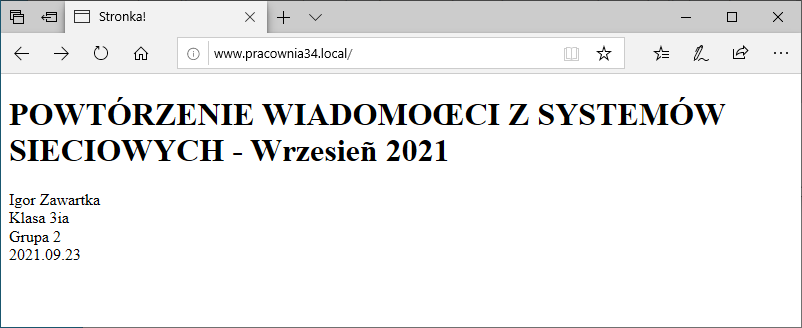 Stronka!
www.pracownia34.local/
POWTÓRZENIE WIADOMOŒCI Z SYSTEMÓW
SIECIOWYCH - Wrzesieñ 2021
Igor Zawartka
Klasa 3ia
Grupa 2
2021.09.23